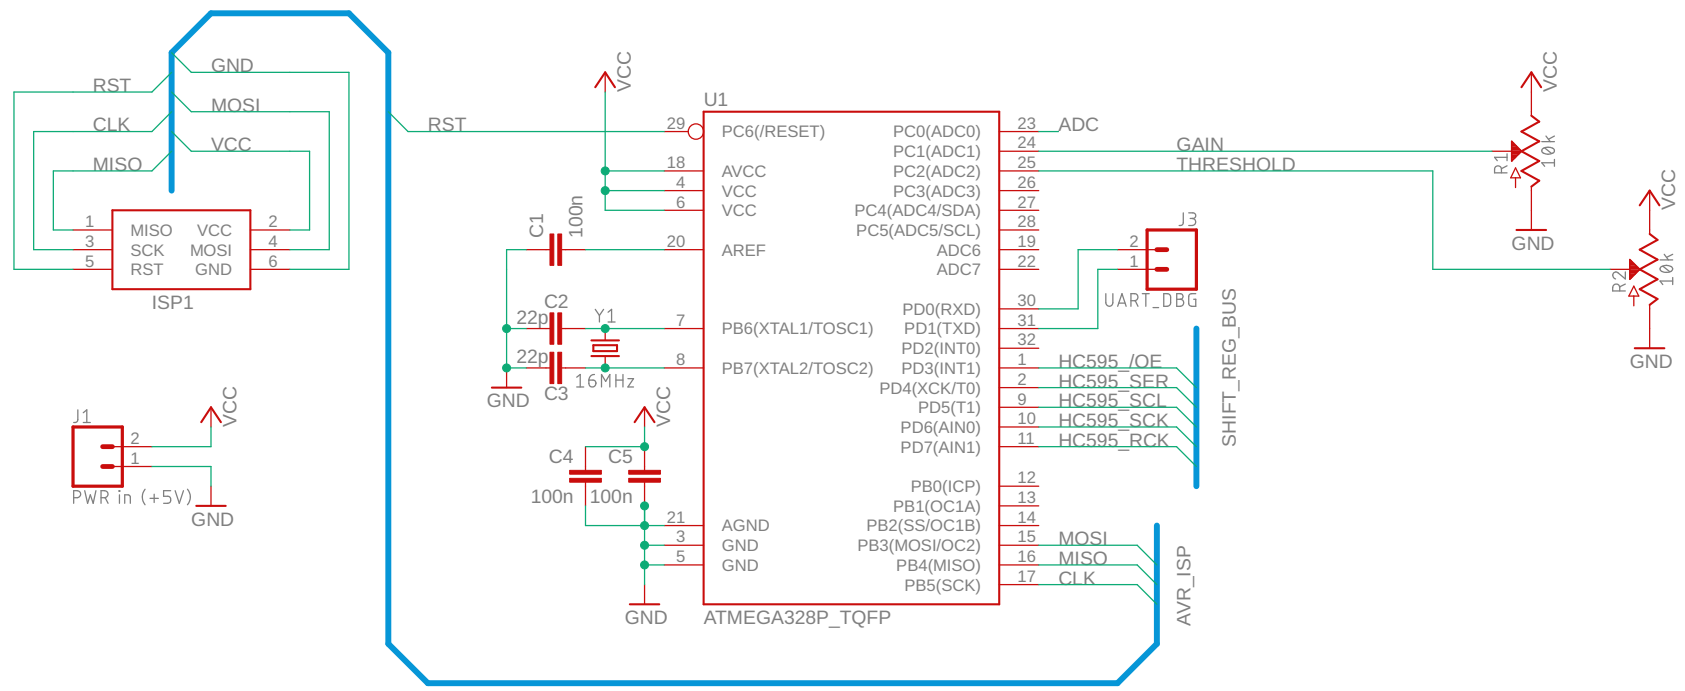 RST
GND
CLK
MOSI
MISO
VCC
1 MISO VCC 2
3 SCK MOSI 4
5 RST GND 6
ISP1
J1
2
1
VCC
PWR in (+5V)
GND
RST
VCC
C1
100n
C2
22p
Y1
22p
C3
16MHz
GND
VCC
C4
C5
100n
100n
GND
U1
29 PC6(/RESET)
18 AVCC
4 VCC
6 VCC
20 AREF
7 PB6(XTAL1/TOSC1)
8 PB7(XTAL2/TOSC2)
21 AGND
3 GND
5 GND
PC0(ADC0) 23 ADC
PC1(ADC1) 24 GAIN
PC2(ADC2) 25 THRESHOLD
PC3(ADC3) 26
PC4(ADC4/SDA) 27
PC5(ADC5/SCL) 28
ADC6 19
ADC7 22
PD0(RXD) 30
PD1(TXD) 31
PD2(INT0) 32
PD3(INT1) 1 HC595_/OE
PD4(XCK/T0) 2 HC595_SER
PD5(T1) 9 HC595_SCL
PD6(AIN0) 10 HC595_SCK
PD7(AIN1) 11 HC595_RCK
PB0(ICP) 12
PB1(OC1A) 13
PB2(SS/OC1B) 14
PB3(MOSI/OC2) 15 MOSI
PB4(MISO) 16 MISO
PB5(SCK) 17 CLK
ATMEGA328P_TQFP
J3
2
1
UART_DBG
SHIFT_REG_BUS
AVR_ISP
VCC
R1
10k
GND
VCC
R2
10k
GND